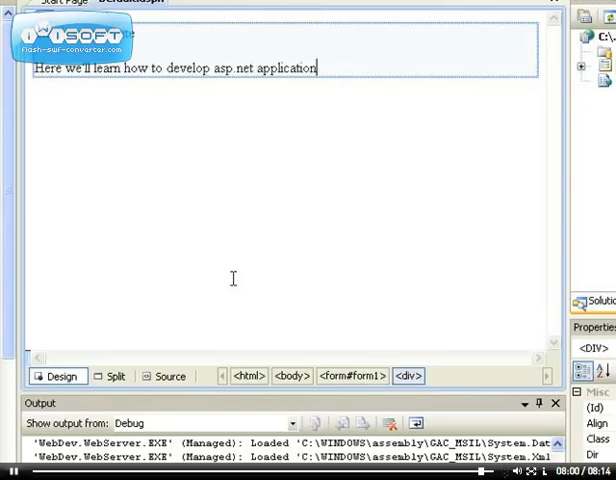 Start Page
iWiSOFT
flash-swf-converter.com
Here we'll learn how to develop asp.net application
C:\
Design
Split
Source
<html>
<body>
<form#form1>
<div>
Output
Show output from:
Debug
'WebDev.WebServer.EXE' (Managed): Loaded 'C:\WINDOWS\assembly\GAC_MSIL\System.Dat
'WebDev.WebServer.EXE' (Managed): Loaded 'C:\WINDOWS\assembly\GAC_MSIL\System.Xml
Properties
<DIV>
Misc
(Id)
Align
Class
Dir
08:00 / 08:14